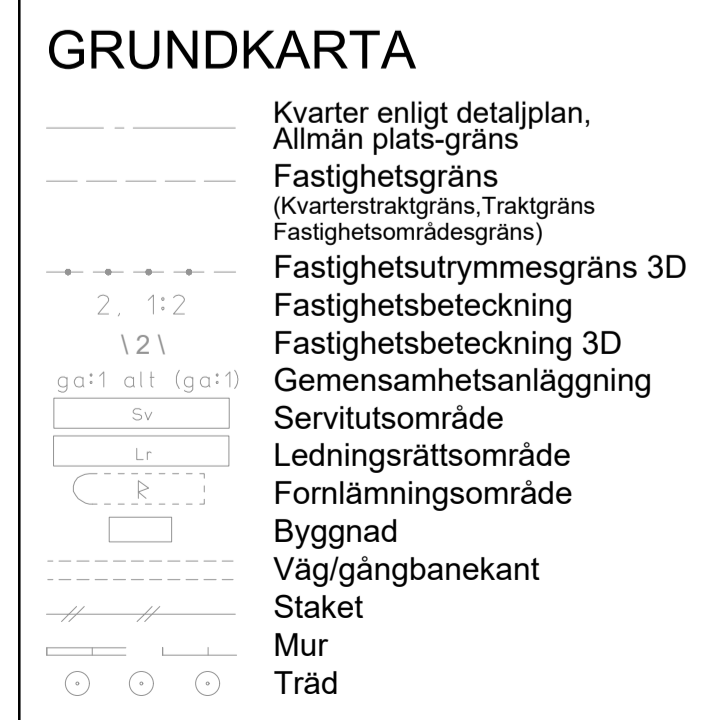 GRUNDKARTA
Kvarter enligt detaljplan,
Allmän plats-gräns
Fastighetsgräns
(Kvarterstraktgräns,Traktgräns
Fastighetsområdesgräns)
Fastighetsutrymmesgräns 3D
2, 1:2 Fastighetsbeteckning
\ 2 \ Fastighetsbeteckning 3D
ga:1 alt (ga:1) Gemensamhetsanläggning
Sv Servitutsområde
Lr Ledningsrättsområde
R Fornlämningsområde
Byggnad
Väg/gångbanekant
Staket
Mur
Träd